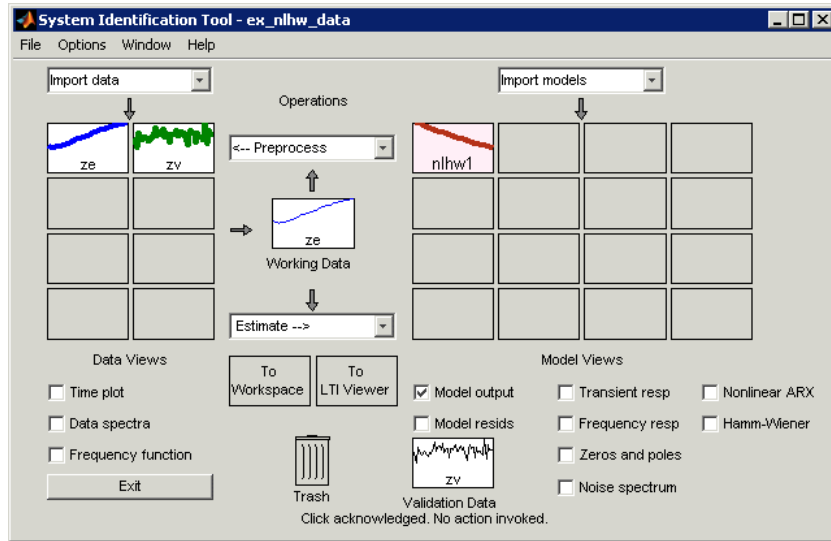 System Identification Tool - ex_nlhw_data
File Options Window Help
Import data
Import models
Operations
<-- Preprocess
ze
zv
nlhw1
ze
Working Data
Estimate -->
Data Views
Model Views
To
Workspace
To
LTI Viewer
Time plot
Data spectra
Frequency function
Exit
Trash
Model output
Model resids
Transient resp
Frequency resp
Zeros and poles
Noise spectrum
Nonlinear ARX
Hamm-Wiener
zv
Validation Data
Click acknowledged. No action invoked.